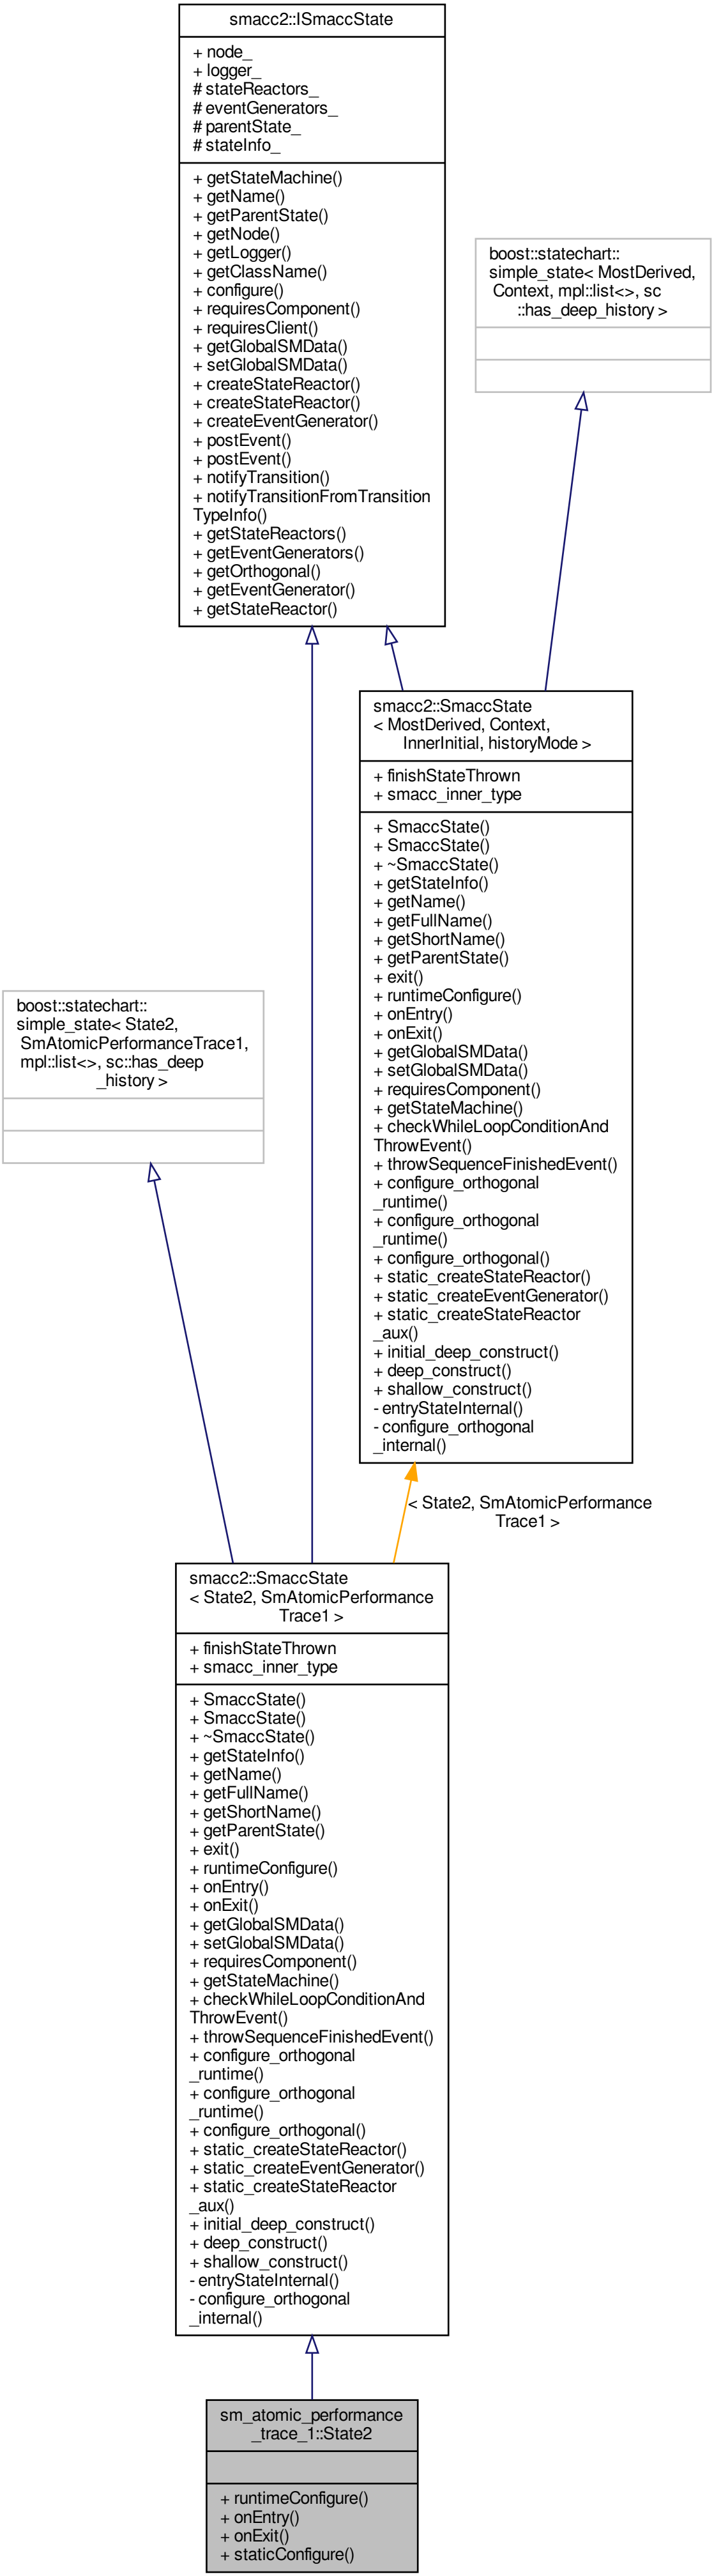 smacc2::ISmaccState
+ node_
+ logger_
# stateReactors_
# eventGenerators_
# parentState_
# stateInfo_
+ getStateMachine()
+ getName()
+ getParentState()
+ getNode()
+ getLogger()
+ getClassName()
+ configure()
+ requiresComponent()
+ requiresClient()
+ getGlobalSMData()
+ setGlobalSMData()
+ createStateReactor()
+ createStateReactor()
+ createEventGenerator()
+ postEvent()
+ postEvent()
+ notifyTransition()
+ notifyTransitionFromTransition
TypeInfo()
+ getStateReactors()
+ getEventGenerators()
+ getOrthogonal()
+ getEventGenerator()
+ getStateReactor()
boost::statechart::
simple_state< MostDerived,
Context, mpl::list<>, sc
::has_deep_history >
smacc2::SmaccState
< MostDerived, Context,
InnerInitial, historyMode >
+ finishStateThrown
+ smacc_inner_type
+ SmaccState()
+ SmaccState()
+ ~SmaccState()
+ getStateInfo()
+ getName()
+ getFullName()
+ getShortName()
+ getParentState()
+ exit()
+ runtimeConfigure()
+ onEntry()
+ onExit()
+ getGlobalSMData()
+ setGlobalSMData()
+ requiresComponent()
+ getStateMachine()
+ checkWhileLoopConditionAnd
ThrowEvent()
+ throwSequenceFinishedEvent()
+ configure_orthogonal
_runtime()
+ configure_orthogonal
_runtime()
+ configure_orthogonal()
+ static_createStateReactor()
+ static_createEventGenerator()
+ static_createStateReactor
_aux()
+ initial_deep_construct()
+ deep_construct()
+ shallow_construct()
- entryStateInternal()
- configure_orthogonal
_internal()
boost::statechart::
simple_state< State2,
SmAtomicPerformanceTrace1,
mpl::list<>, sc::has_deep
_history >
< State2, SmAtomicPerformance
Trace1 >
smacc2::SmaccState
< State2, SmAtomicPerformance
Trace1 >
+ finishStateThrown
+ smacc_inner_type
+ SmaccState()
+ SmaccState()
+ ~SmaccState()
+ getStateInfo()
+ getName()
+ getFullName()
+ getShortName()
+ getParentState()
+ exit()
+ runtimeConfigure()
+ onEntry()
+ onExit()
+ getGlobalSMData()
+ setGlobalSMData()
+ requiresComponent()
+ getStateMachine()
+ checkWhileLoopConditionAnd
ThrowEvent()
+ throwSequenceFinishedEvent()
+ configure_orthogonal
_runtime()
+ configure_orthogonal
_runtime()
+ configure_orthogonal()
+ static_createStateReactor()
+ static_createEventGenerator()
+ static_createStateReactor
_aux()
+ initial_deep_construct()
+ deep_construct()
+ shallow_construct()
- entryStateInternal()
- configure_orthogonal
_internal()
sm_atomic_performance
_trace_1::State2
+ runtimeConfigure()
+ onEntry()
+ onExit()
+ staticConfigure()